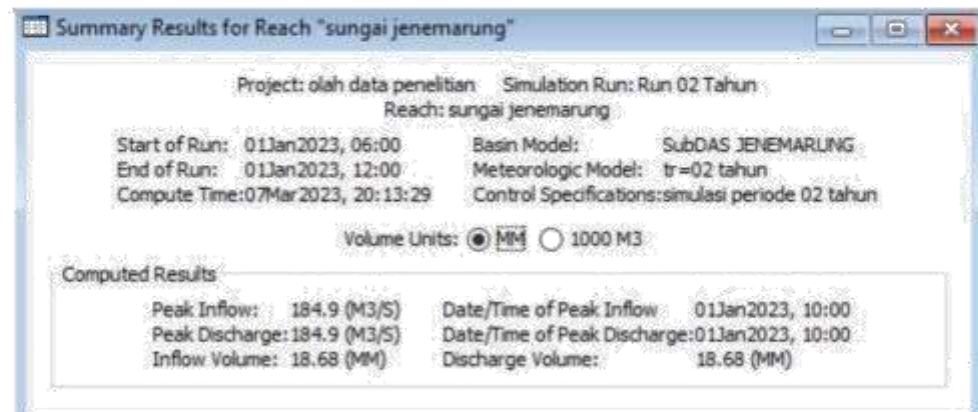 Summary Results for Reach "sungai jenemarung"
Project: olah data penelitian Simulation Run: Run 02 Tahun
Reach: sungai jenemarung
Start of Run: 01Jan2023, 06:00 Basin Model: SubDAS JENEMARUNG
End of Run: 01Jan2023, 12:00 Meteorologic Model: tr=02 tahun
Compute Time:07Mar2023, 20:13:29 Control Specifications:simulasi periode 02 tahun
Volume Units: MM 1000 M3
Computed Results
Peak Inflow: 184.9 (M3/S) Date/Time of Peak Inflow 01Jan2023, 10:00
Peak Discharge:184.9 (M3/S) Date/Time of Peak Discharge:01Jan2023, 10:00
Inflow Volume: 18.68 (MM) Discharge Volume: 18.68 (MM)